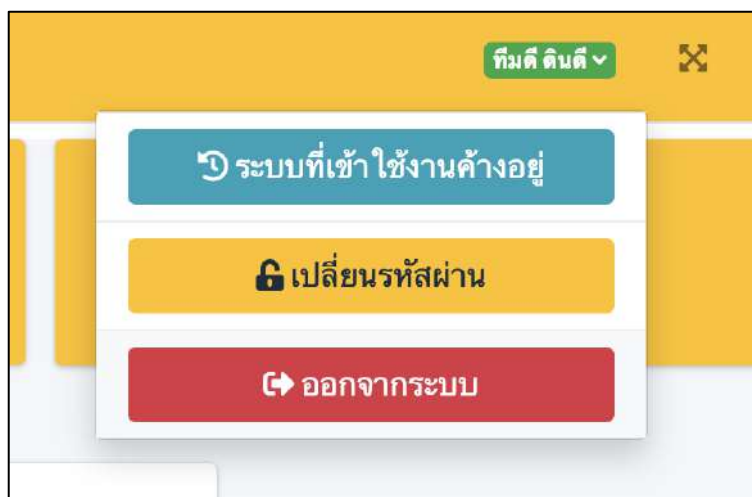 ทีมดี ดินดี
ระบบที่เข้าใช้งานค้างอยู่
เปลี่ยนรหัสผ่าน
ออกจากระบบ